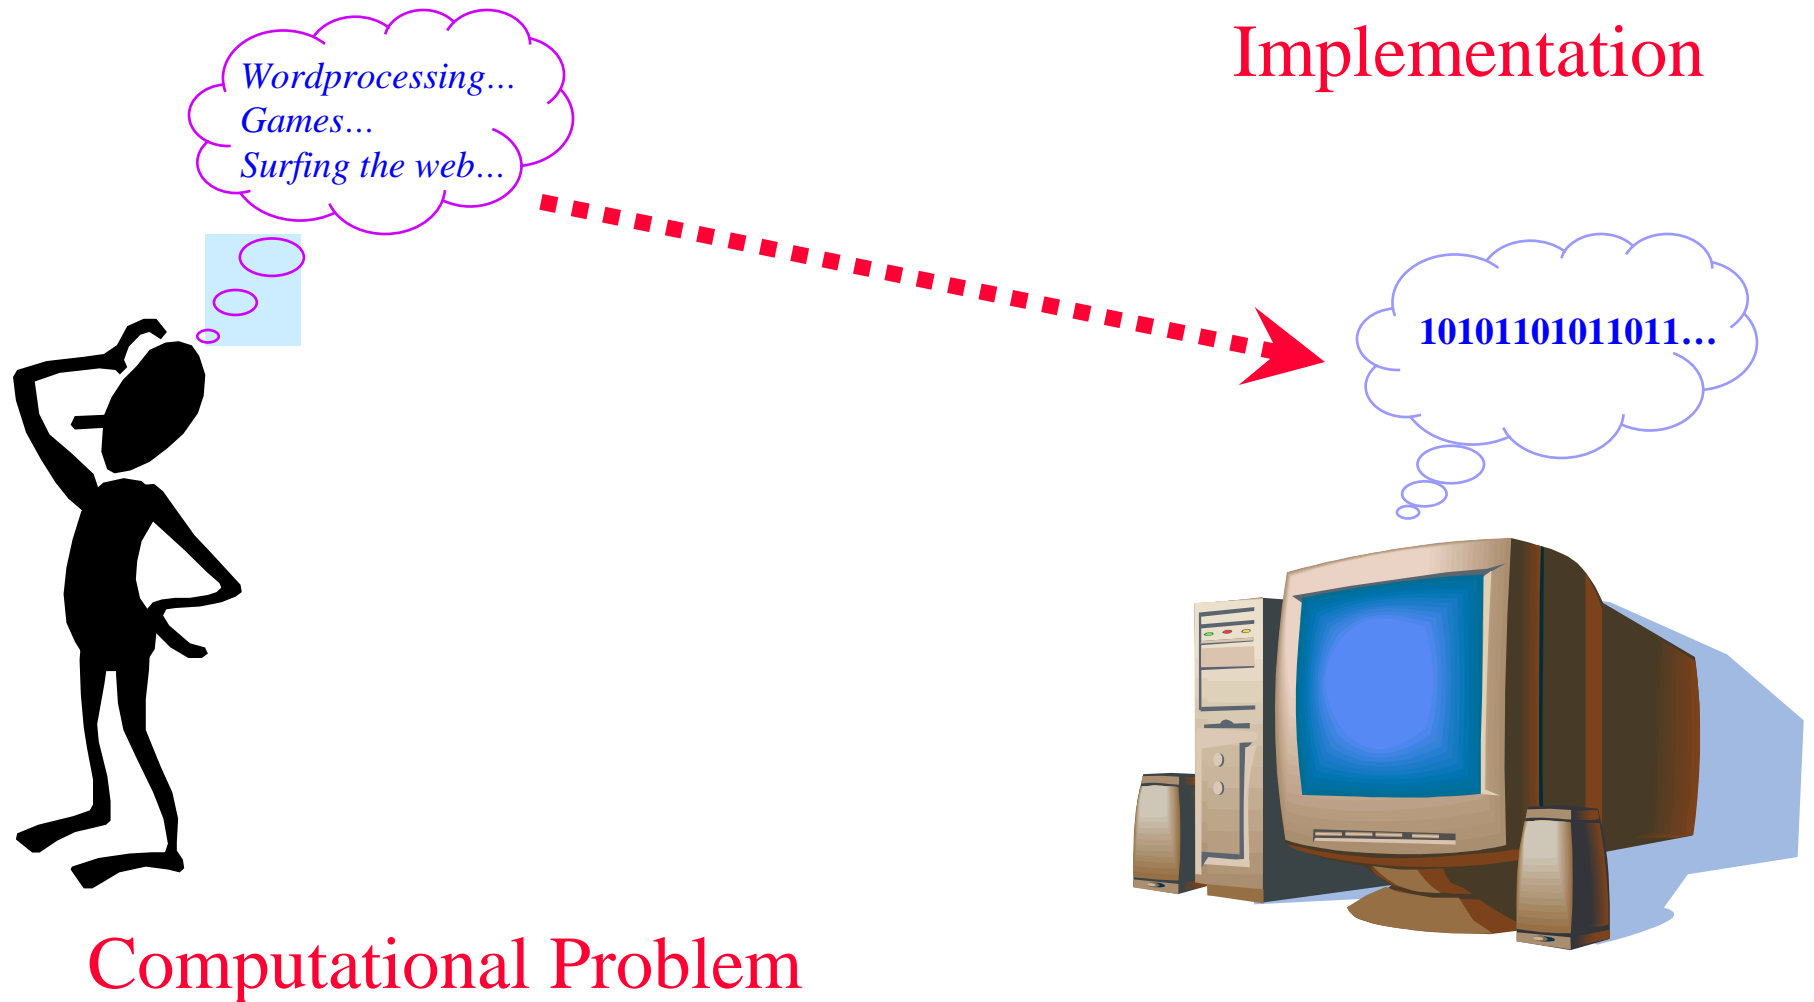 Implementation
Wordprocessing…
Games…
Surfing the web…
10101101011011…
Computational Problem